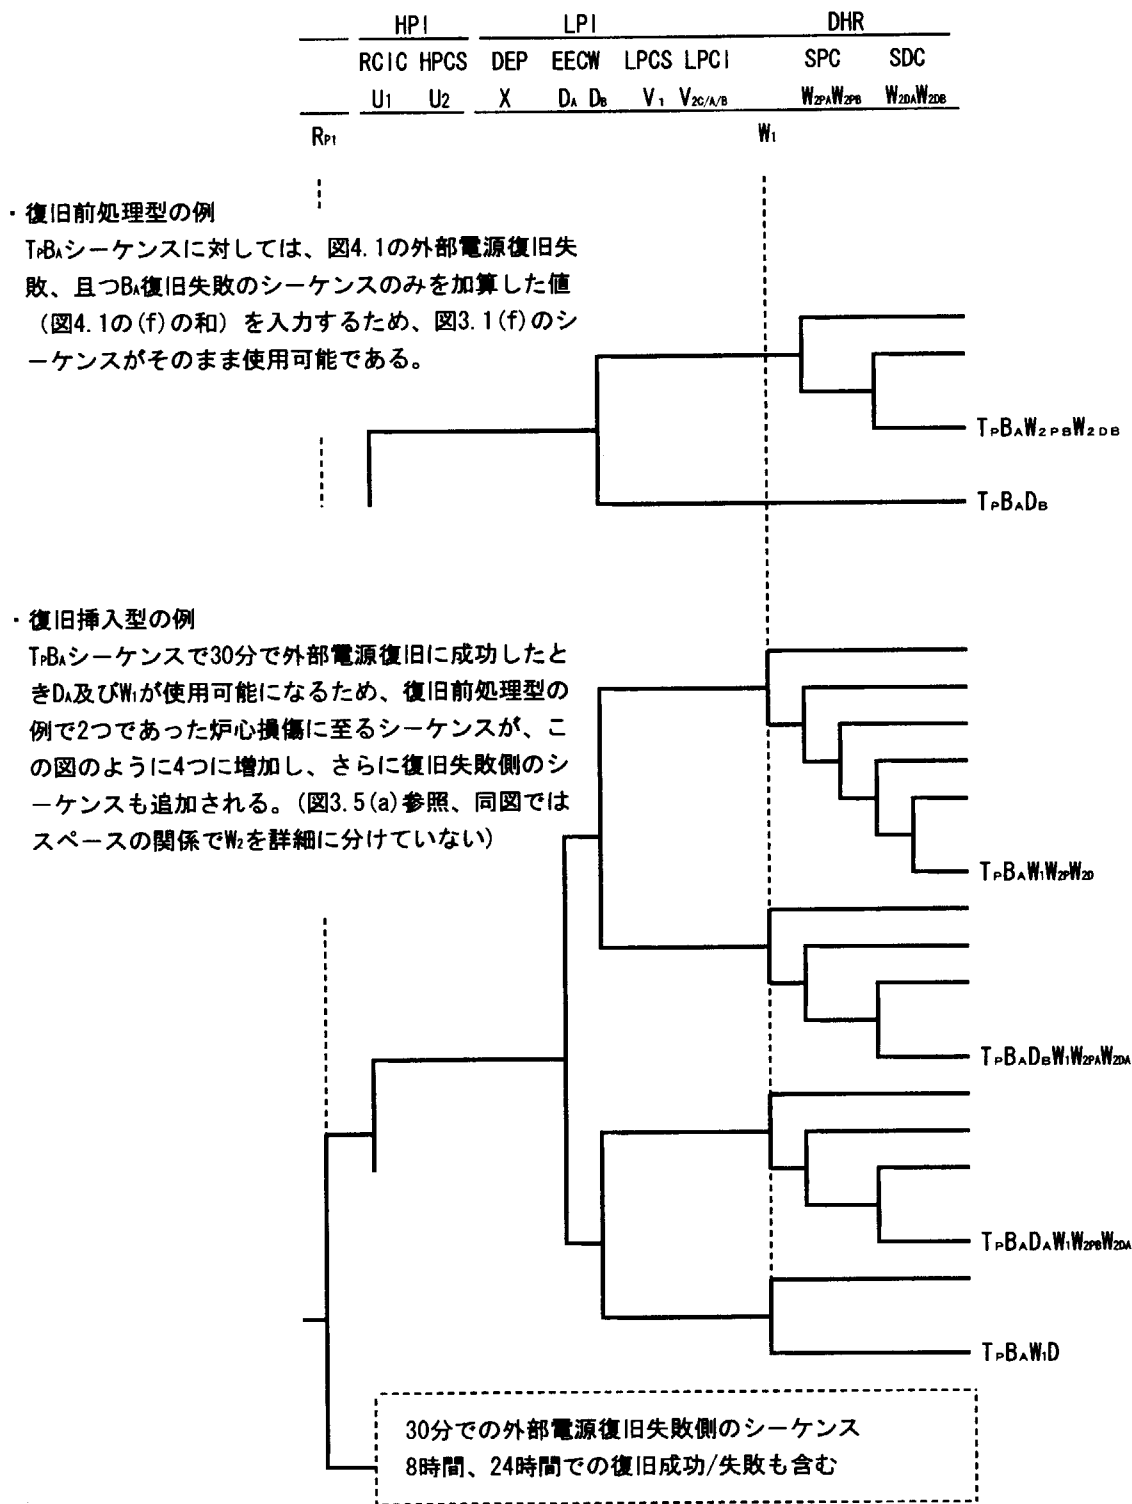 HPI LPI DHR
RCIC HPCS DEP EECW LPCS LPCI SPC SDC
U1 U2 X DA DB V1 V2C/A/B W2PAW2PB W2DAW2DB
RP1 W1
・復旧前処理型の例
TPBAシーケンスに対しては、図4.1の外部電源復旧失
敗、且つBA復旧失敗のシーケンスのみを加算した値
（図4.1の(f)の和）を入力するため、図3.1(f)のシ
ーケンスがそのまま使用可能である。
TPBAW2PBW2DB
TPBADB
・復旧挿入型の例
TPBAシーケンスで30分で外部電源復旧に成功したと
きDA及びW1が使用可能になるため、復旧前処理型の
例で2つであった炉心損傷に至るシーケンスが、こ
の図のように4つに増加し、さらに復旧失敗側のシ
ーケンスも追加される。(図3.5(a)参照、同図では
スペースの関係でW2を詳細に分けていない)
TPBAW1W2PW2D
TPBADBW1W2PAW2DA
TPBADAW1W2PBW2DA
TPBAW1D
30分での外部電源復旧失敗側のシーケンス
8時間、24時間での復旧成功/失敗も含む